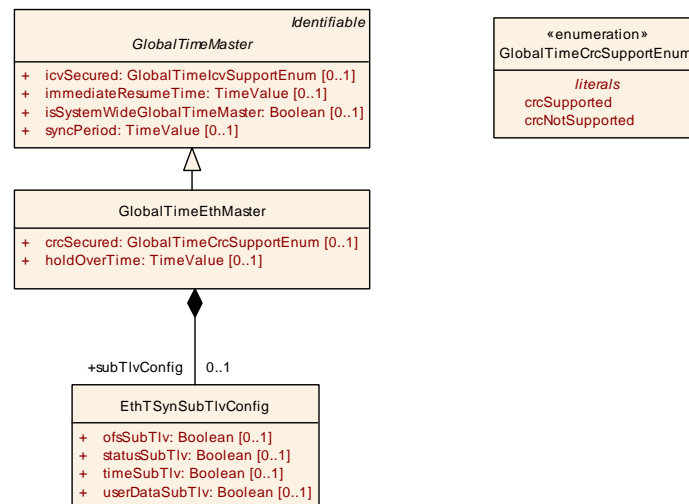 Identifiable
GlobalTimeMaster
+ icvSecured: GlobalTimeIcvSupportEnum [0..1]
+ immediateResumeTime: TimeValue [0..1]
+ isSystemWideGlobalTimeMaster: Boolean [0..1]
+ syncPeriod: TimeValue [0..1]
«enumeration»
GlobalTimeCrcSupportEnum
literals
crcSupported
crcNotSupported
GlobalTimeEthMaster
+ crcSecured: GlobalTimeCrcSupportEnum [0..1]
+ holdOverTime: TimeValue [0..1]
+subTlvConfig 0..1
EthTSynSubTlvConfig
+ ofsSubTlv: Boolean [0..1]
+ statusSubTlv: Boolean [0..1]
+ timeSubTlv: Boolean [0..1]
+ userDataSubTlv: Boolean [0..1]